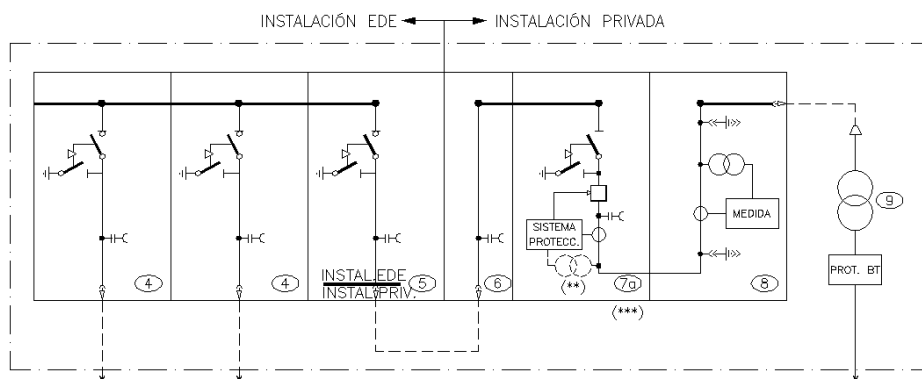 INSTALACIÓN EDE
INSTALACIÓN PRIVADA
SISTEMA
PROTECC.
MEDIDA
9
PROT. BT
INSTAL.EDE
INSTAL.PRIV.
4
4
5
6
(**)
7a
8
(***)